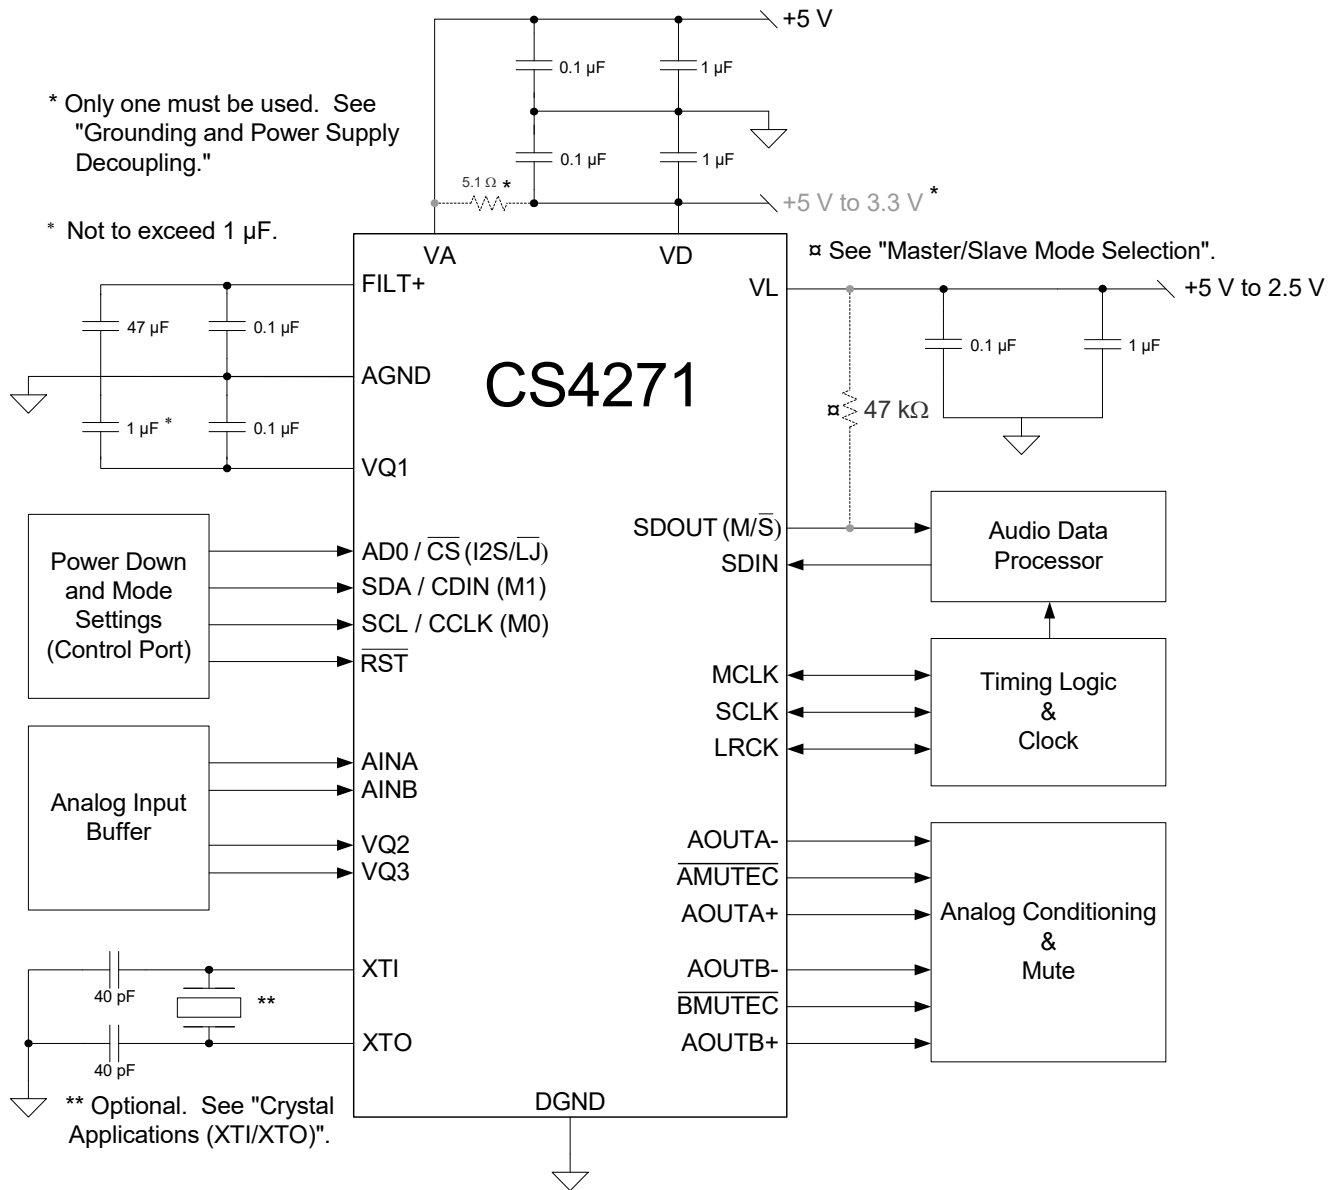 +5 V
0.1 µF
1 µF
* Only one must be used. See
"Grounding and Power Supply
Decoupling."
0.1 µF
1 µF
5.1 Ω *
+5 V to 3.3 V *
* Not to exceed 1 µF.
VA
VD
¤ See "Master/Slave Mode Selection".
FILT+
VL
+5 V to 2.5 V
47 µF
0.1 µF
0.1 µF
1 µF
AGND
CS4271
¤ 47 kΩ
1 µF *
0.1 µF
VQ1
Power Down
and Mode
Settings
(Control Port)
AD0 / C̅S̅ (I2S/L̅J̅)
SDA / CDIN (M1)
SCL / CCLK (M0)
R̅S̅T̅
SDOUT (M/S̅)
SDIN
Audio Data
Processor
MCLK
SCLK
LRCK
Timing Logic
&
Clock
Analog Input
Buffer
AINA
AINB
VQ2
VQ3
AOUTA-
A̅M̅U̅T̅E̅C̅
AOUTA+
AOUTB-
B̅M̅U̅T̅E̅C̅
AOUTB+
Analog Conditioning
&
Mute
XTI
40 pF
**
XTO
40 pF
** Optional. See "Crystal
Applications (XTI/XTO)".
DGND